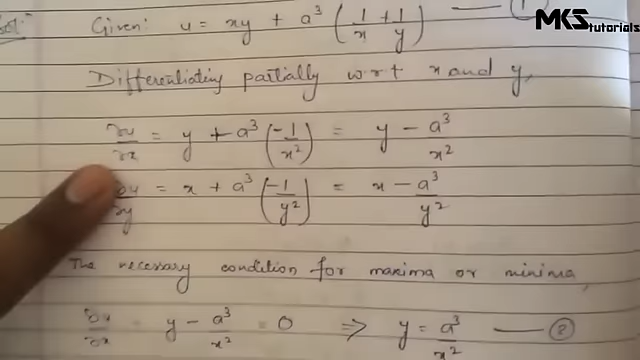 Sol:
Given: u = xy + a³ (1/x + 1/y) —— ①
MKS tutorials
Differentiating partially w r t x and y,
∂u/∂x = y + a³ (-1/x²) = y - a³/x²
∂u/∂y = x + a³ (-1/y²) = x - a³/y²
The necessary condition for maxima or minima
∂u/∂x = y - a³/x² = 0 ⇒ y = a³/x² —— ②